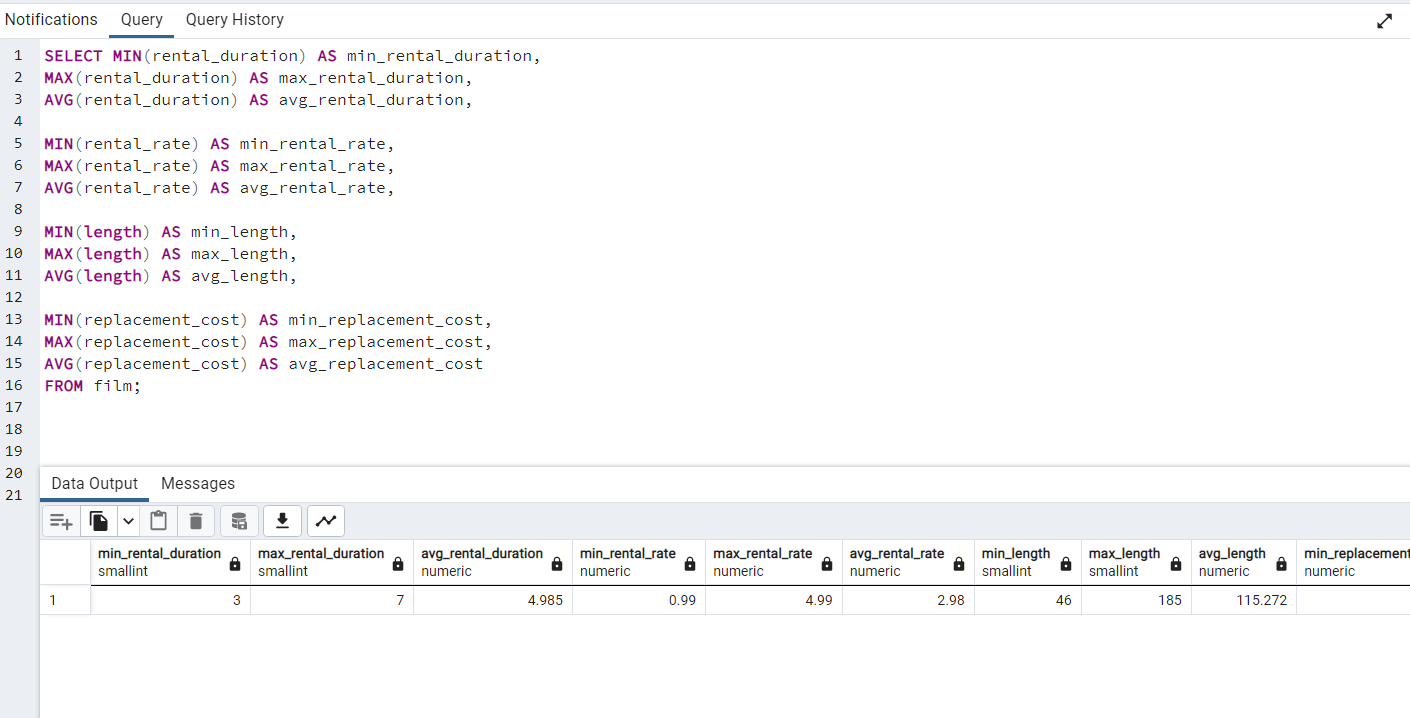 Notifications Query Query History
1 SELECT MIN(rental_duration) AS min_rental_duration,
2 MAX(rental_duration) AS max_rental_duration,
3 AVG(rental_duration) AS avg_rental_duration,
4
5 MIN(rental_rate) AS min_rental_rate,
6 MAX(rental_rate) AS max_rental_rate,
7 AVG(rental_rate) AS avg_rental_rate,
8
9 MIN(length) AS min_length,
10 MAX(length) AS max_length,
11 AVG(length) AS avg_length,
12
13 MIN(replacement_cost) AS min_replacement_cost,
14 MAX(replacement_cost) AS max_replacement_cost,
15 AVG(replacement_cost) AS avg_replacement_cost
16 FROM film;
17
18
19
20
21
Data Output Messages
min_rental_duration max_rental_duration avg_rental_duration min_rental_rate max_rental_rate avg_rental_rate min_length max_length avg_length min_replacement
smallint smallint numeric numeric numeric numeric smallint smallint numeric numeric
1 3 7 4.985 0.99 4.99 2.98 46 185 115.272